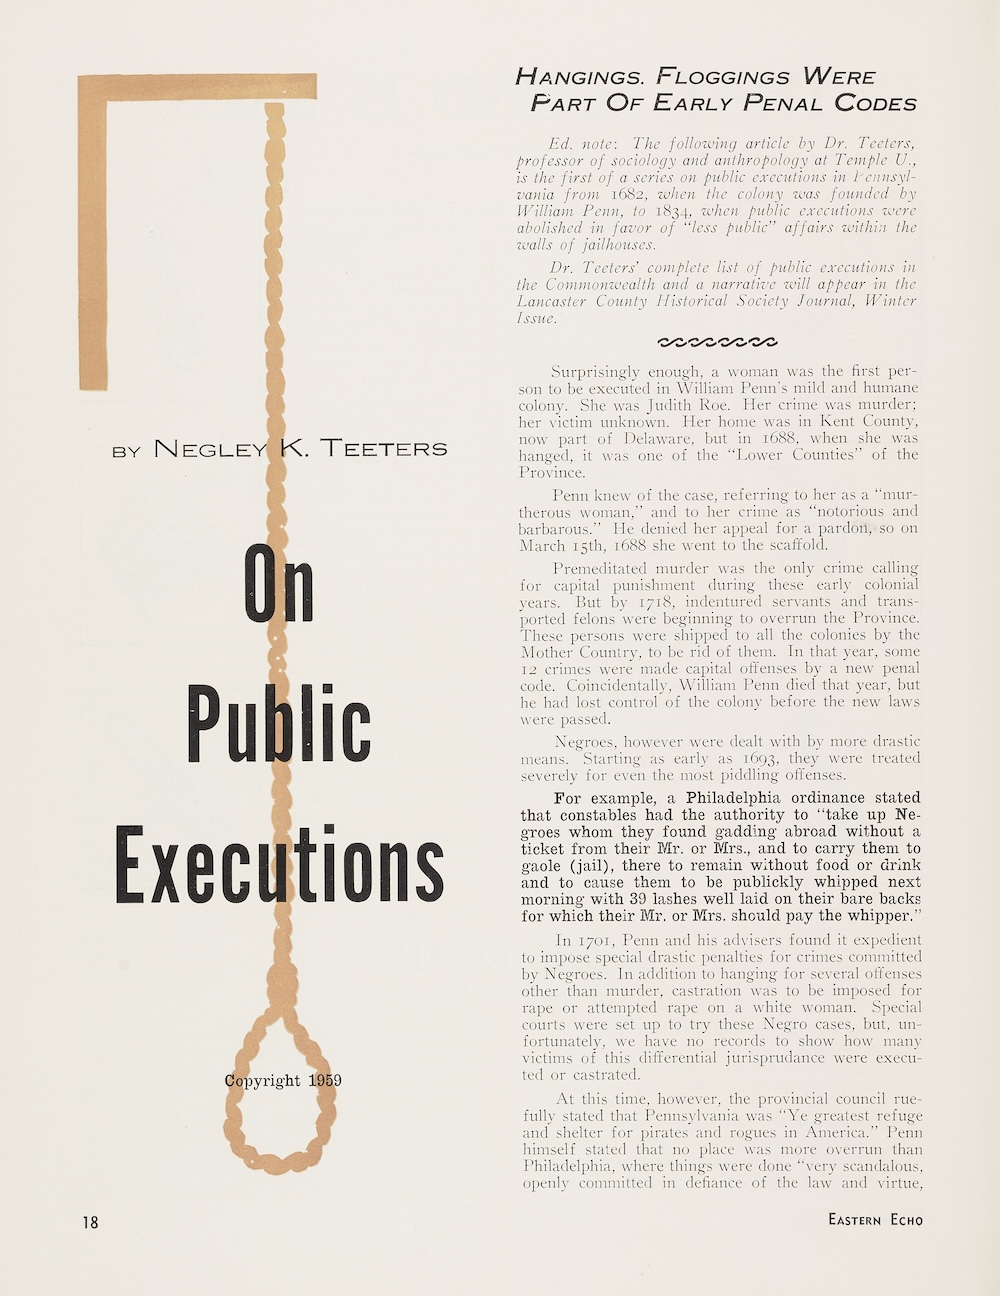 HANGINGS. FLOGGINGS WERE
PART OF EARLY PENAL CODES
Ed. note: The following article by Dr. Teeters,
professor of sociology and anthropology at Temple U.,
is the first of a series on public executions in Pennsyl-
vania from 1682, when the colony was founded by
William Penn, to 1834, when public executions were
abolished in favor of "less public" affairs within the
walls of jailhouses.
Dr. Teeters' complete list of public executions in
the Commonwealth and a narrative will appear in the
Lancaster County Historical Society Journal, Winter
Issue.
BY NEGLEY K. TEETERS
On
Public
Executions
Copyright 1959
Surprisingly enough, a woman was the first per-
son to be executed in William Penn's mild and humane
colony. She was Judith Roe. Her crime was murder;
her victim unknown. Her home was in Kent County,
now part of Delaware, but in 1688, when she was
hanged, it was one of the "Lower Counties" of the
Province.
Penn knew of the case, referring to her as a "mur-
therous woman," and to her crime as "notorious and
barbarous." He denied her appeal for a pardon, so on
March 15th, 1688 she went to the scaffold.
Premeditated murder was the only crime calling
for capital punishment during these early colonial
years. But by 1718, indentured servants and trans-
ported felons were beginning to overrun the Province.
These persons were shipped to all the colonies by the
Mother Country, to be rid of them. In that year, some
12 crimes were made capital offenses by a new penal
code. Coincidentally, William Penn died that year, but
he had lost control of the colony before the new laws
were passed.
Negroes, however were dealt with by more drastic
means. Starting as early as 1693, they were treated
severely for even the most piddling offenses.
For example, a Philadelphia ordinance stated
that constables had the authority to "take up Ne-
groes whom they found gadding abroad without a
ticket from their Mr. or Mrs., and to carry them to
gaole (jail), there to remain without food or drink
and to cause them to be publickly whipped next
morning with 39 lashes well laid on their bare backs
for which their Mr. or Mrs. should pay the whipper."
In 1701, Penn and his advisers found it expedient
to impose special drastic penalties for crimes committed
by Negroes. In addition to hanging for several offenses
other than murder, castration was to be imposed for
rape or attempted rape on a white woman. Special
courts were set up to try these Negro cases, but, un-
fortunately, we have no records to show how many
victims of this differential jurisprudance were execu-
ted or castrated.
At this time, however, the provincial council rue-
fully stated that Pennsylvania was "Ye greatest refuge
and shelter for pirates and rogues in America." Penn
himself stated that no place was more overrun than
Philadelphia, where things were done "very scandalous,
openly committed in defiance of the law and virtue,
18
EASTERN ECHO